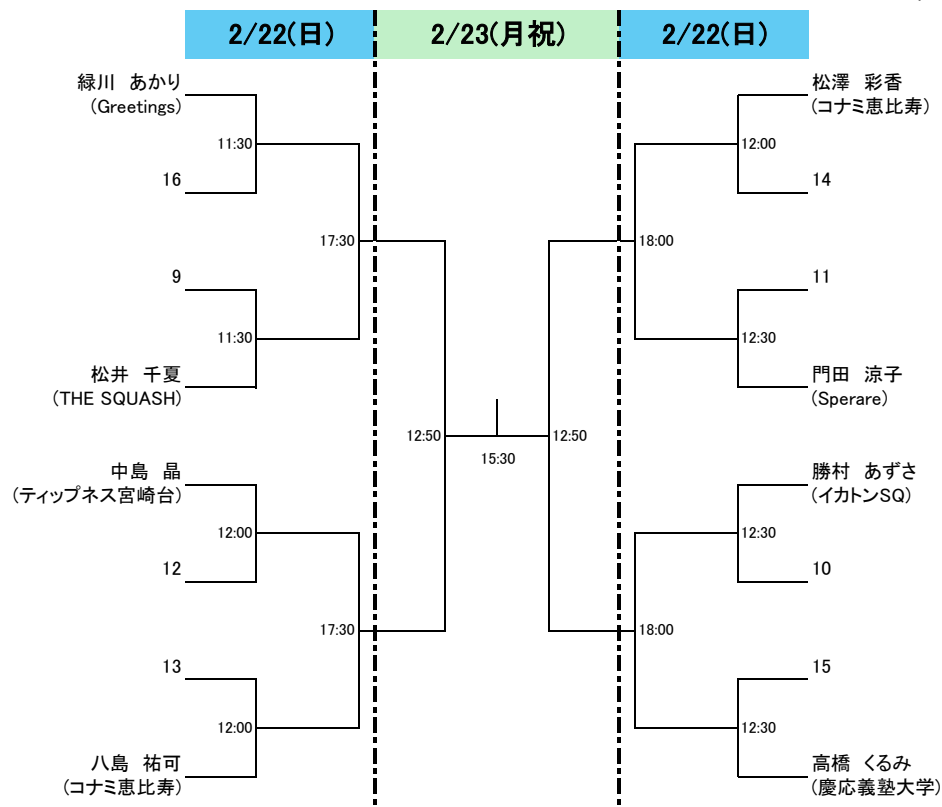 2/22(日)
2/23(月祝)
2/22(日)
緑川 あかり
(Greetings)
11:30
16
17:30
9
11:30
松井 千夏
(THE SQUASH)
中島 晶
(ティップネス宮崎台)
12:00
12
17:30
13
12:00
八島 祐可
(コナミ恵比寿)
12:50
15:30
12:50
松澤 彩香
(コナミ恵比寿)
12:00
14
18:00
11
12:30
門田 涼子
(Sperare)
勝村 あずさ
(イカトンSQ)
12:30
10
18:00
15
12:30
高橋 くるみ
(慶応義塾大学)